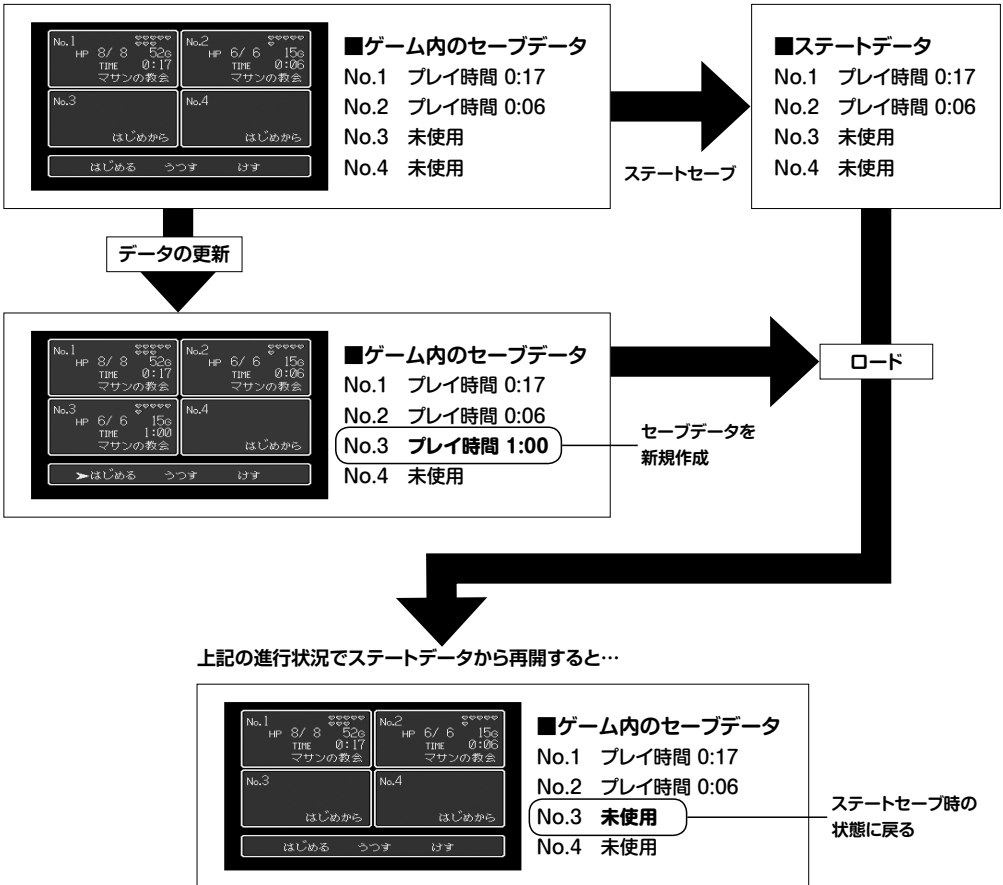 No.1
HP 8/ 8 52G
TIME 0:17
マサンの教会
No.2
HP 6/ 6 15G
TIME 0:06
マサンの教会
No.3
はじめから
No.4
はじめから
はじめる うつす けす
■ゲーム内のセーブデータ
No.1 プレイ時間 0:17
No.2 プレイ時間 0:06
No.3 未使用
No.4 未使用
ステートセーブ
■ステートデータ
No.1 プレイ時間 0:17
No.2 プレイ時間 0:06
No.3 未使用
No.4 未使用
データの更新
No.1
HP 8/ 8 52G
TIME 0:17
マサンの教会
No.2
HP 6/ 6 15G
TIME 0:06
マサンの教会
No.3
HP 6/ 6 15G
TIME 1:00
マサンの教会
No.4
はじめから
➤はじめる うつす けす
■ゲーム内のセーブデータ
No.1 プレイ時間 0:17
No.2 プレイ時間 0:06
No.3 プレイ時間 1:00
No.4 未使用
セーブデータを
新規作成
ロード
上記の進行状況でステートデータから再開すると…
No.1
HP 8/ 8 52G
TIME 0:17
マサンの教会
No.2
HP 6/ 6 15G
TIME 0:06
マサンの教会
No.3
はじめから
No.4
はじめから
はじめる うつす けす
■ゲーム内のセーブデータ
No.1 プレイ時間 0:17
No.2 プレイ時間 0:06
No.3 未使用
No.4 未使用
ステートセーブ時の
状態に戻る